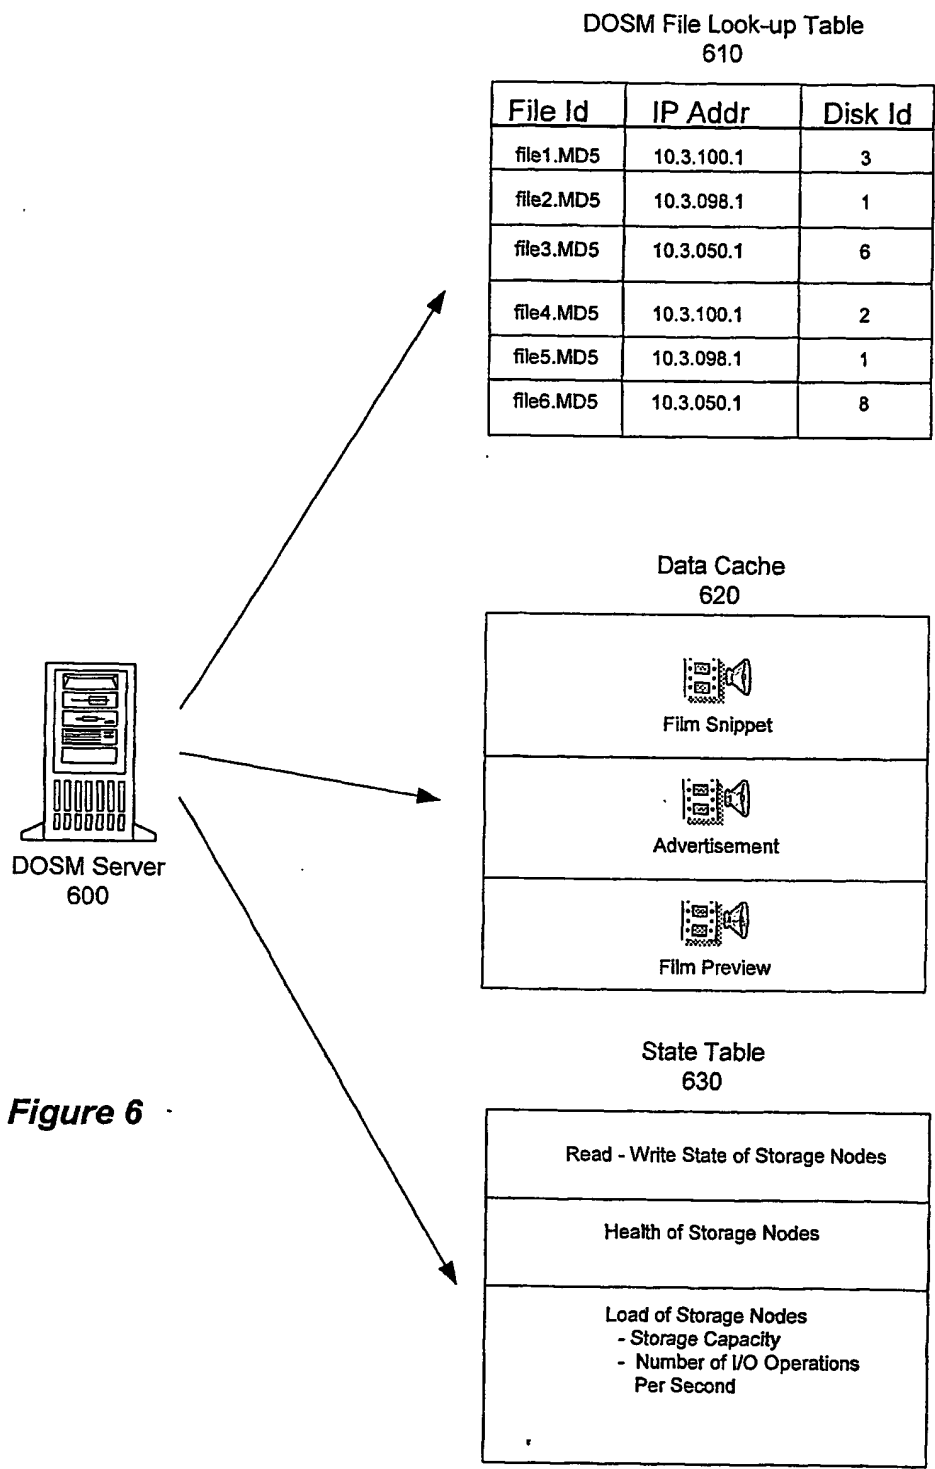 DOSM File Look-up Table
610
File Id IP Addr Disk Id
file1.MD5 10.3.100.1 3
file2.MD5 10.3.098.1 1
file3.MD5 10.3.050.1 6
file4.MD5 10.3.100.1 2
file5.MD5 10.3.098.1 1
file6.MD5 10.3.050.1 8
Data Cache
620
Film Snippet
Advertisement
Film Preview
DOSM Server
600
State Table
630
Read - Write State of Storage Nodes
Health of Storage Nodes
Load of Storage Nodes
- Storage Capacity
- Number of I/O Operations
Per Second
Figure 6